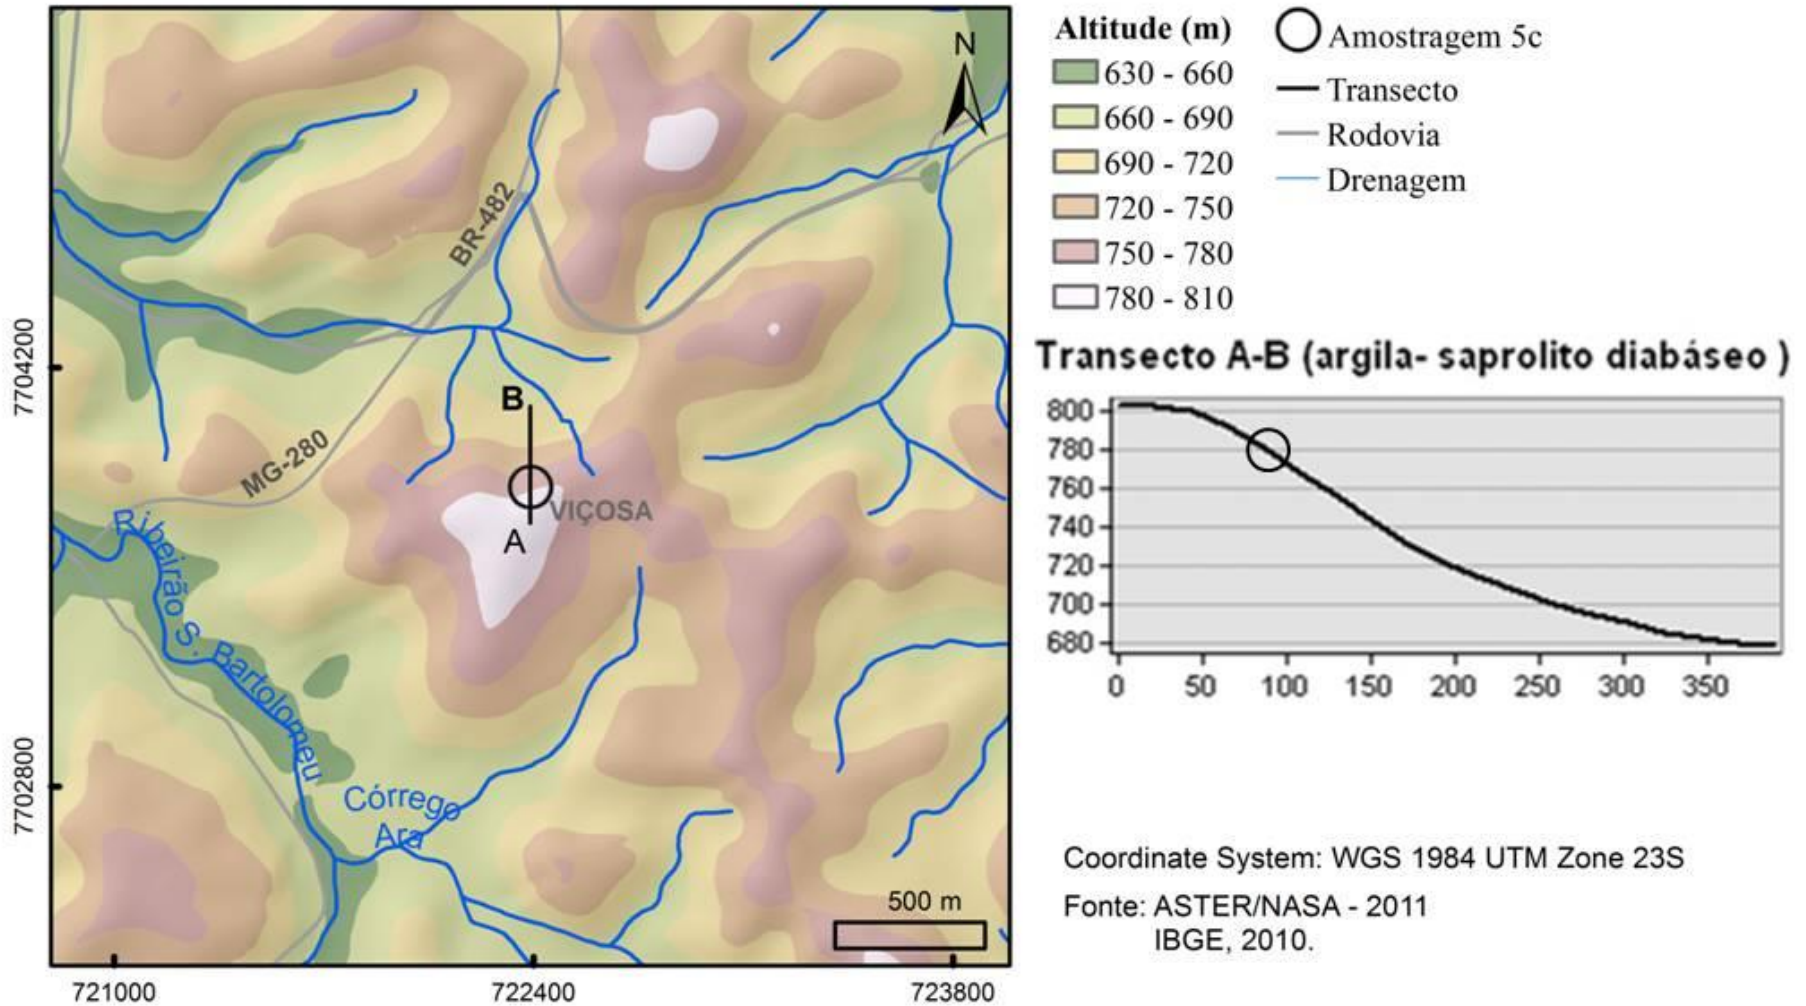 N
BR-482
7704200
B
MG-280
VIÇOSA
A
Ribeirão S. Bartolomeu
7702800
Córrego
Ara
500 m
721000
722400
723800
Altitude (m)
630 - 660
660 - 690
690 - 720
720 - 750
750 - 780
780 - 810
Amostragem 5c
Transecto
Rodovia
Drenagem
Transecto A-B (argila- saprolito diabáseo )
800
780
760
740
720
700
680
0 50 100 150 200 250 300 350
Coordinate System: WGS 1984 UTM Zone 23S
Fonte: ASTER/NASA - 2011
IBGE, 2010.